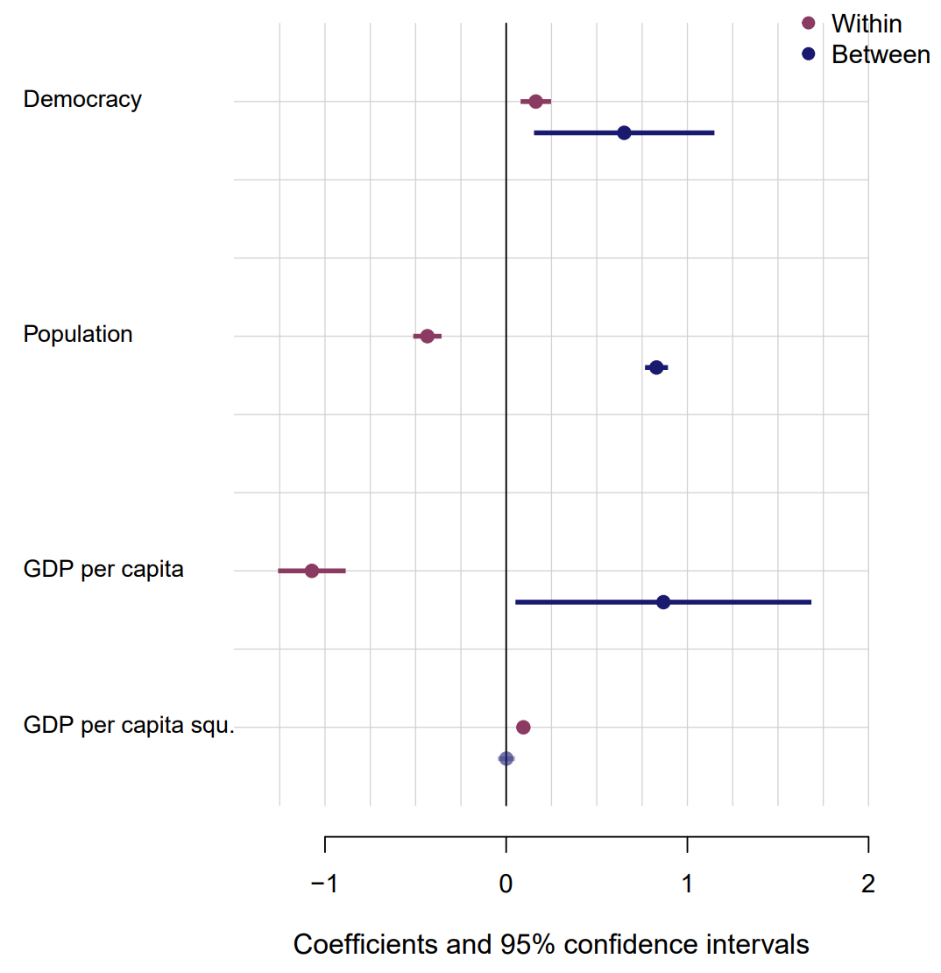 Within
Between
Democracy
Population
GDP per capita
GDP per capita squ.
−1 0 1 2
Coefficients and 95% confidence intervals